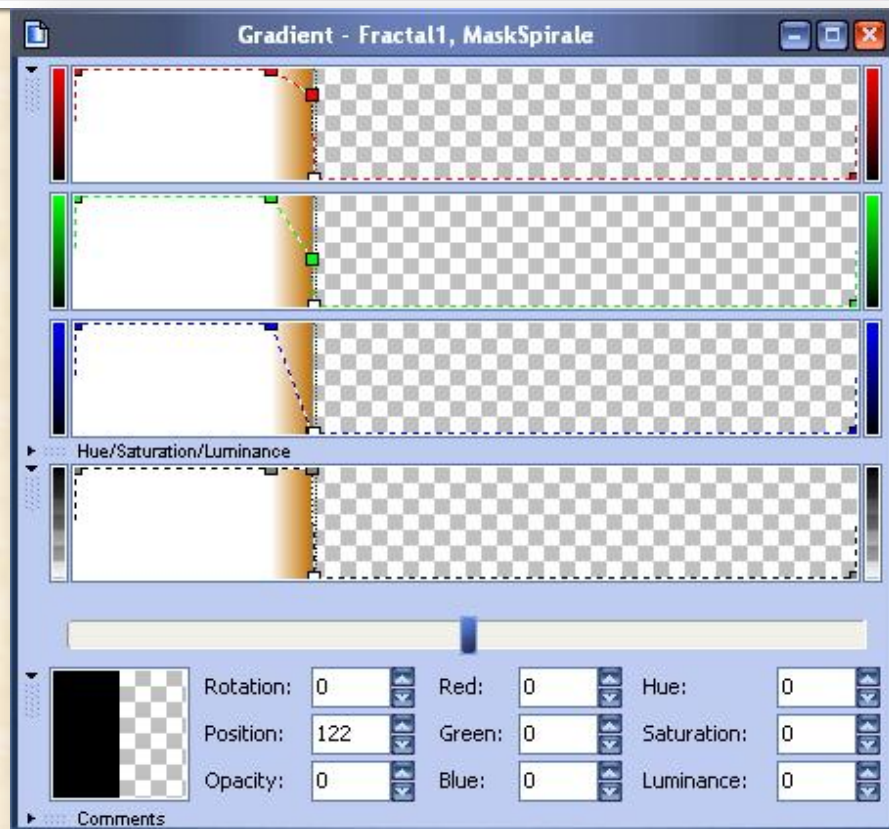 Gradient - Fractal1, MaskSpirale
Hue/Saturation/Luminance
Rotation: 0 Red: 0 Hue: 0
Position: 122 Green: 0 Saturation: 0
Opacity: 0 Blue: 0 Luminance: 0
Comments